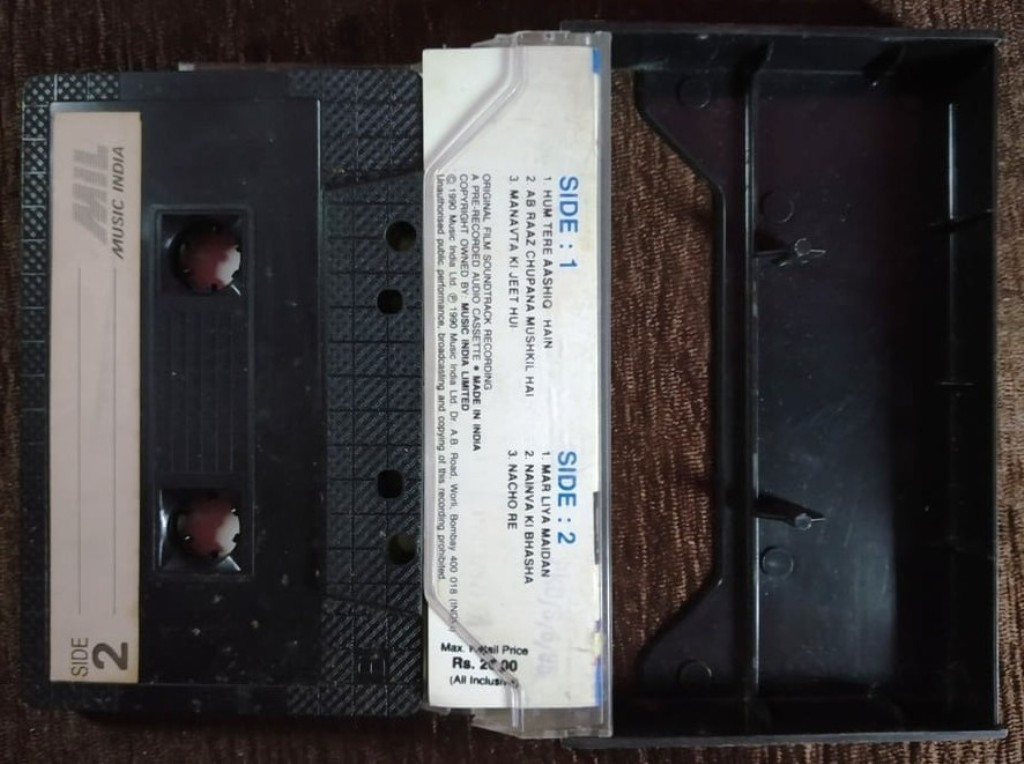 MIL
MUSIC INDIA
SIDE
2
SIDE : 1
1. HUM TERE AASHIQ HAIN
2. AB RAAZ CHUPANA MUSHKIL HAI
3. MANAVTA KI JEET HUI
SIDE : 2
1. MAR LIYA MAIDAN
2. NAINVA KI BHASHA
3. NACHO RE
ORIGINAL FILM SOUNDTRACK RECORDING
A PRE-RECORDED AUDIO CASSETTE • MADE IN INDIA
COPYRIGHT OWNED BY: MUSIC INDIA LIMITED
© 1990 Music India Ltd. ℗ 1990 Music India Ltd. Dr. A.B. Road, Worli, Bombay 400 018 (INDIA)
Unauthorised public performance, broadcasting and copying of this recording prohibited.
Max. Retail Price
Rs. 00
(All Inclusive)